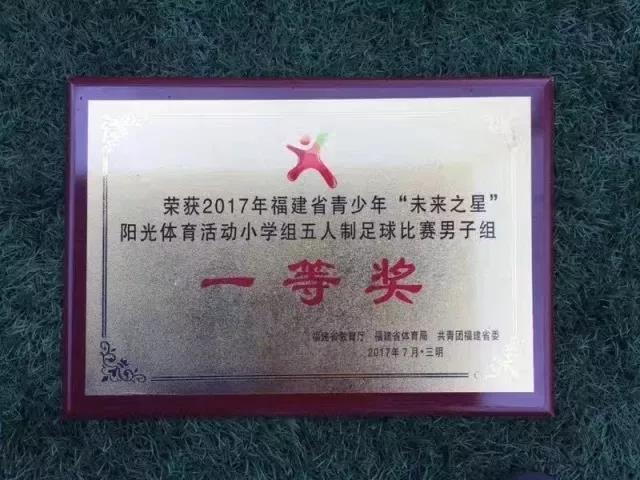 荣获2017年福建省青少年“未来之星”
阳光体育活动小学组五人制足球比赛男子组
一等奖
福建省教育厅 福建省体育局 共青团福建省委
2017年7月·三明